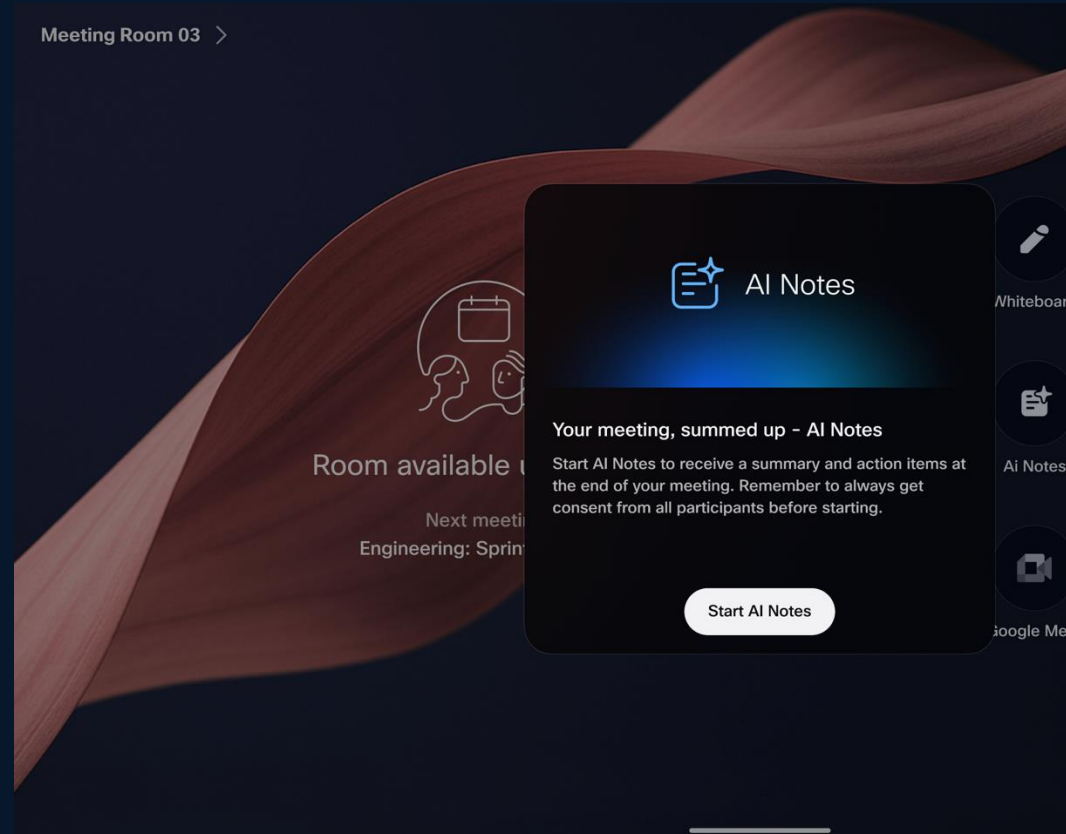 Meeting Room 03
AI Notes
Whiteboar
Your meeting, summed up - AI Notes
Start AI Notes to receive a summary and action items at
the end of your meeting. Remember to always get
consent from all participants before starting.
Room available
Ai Notes
Next meeti
Engineering: Sprin
Start AI Notes
Google Me